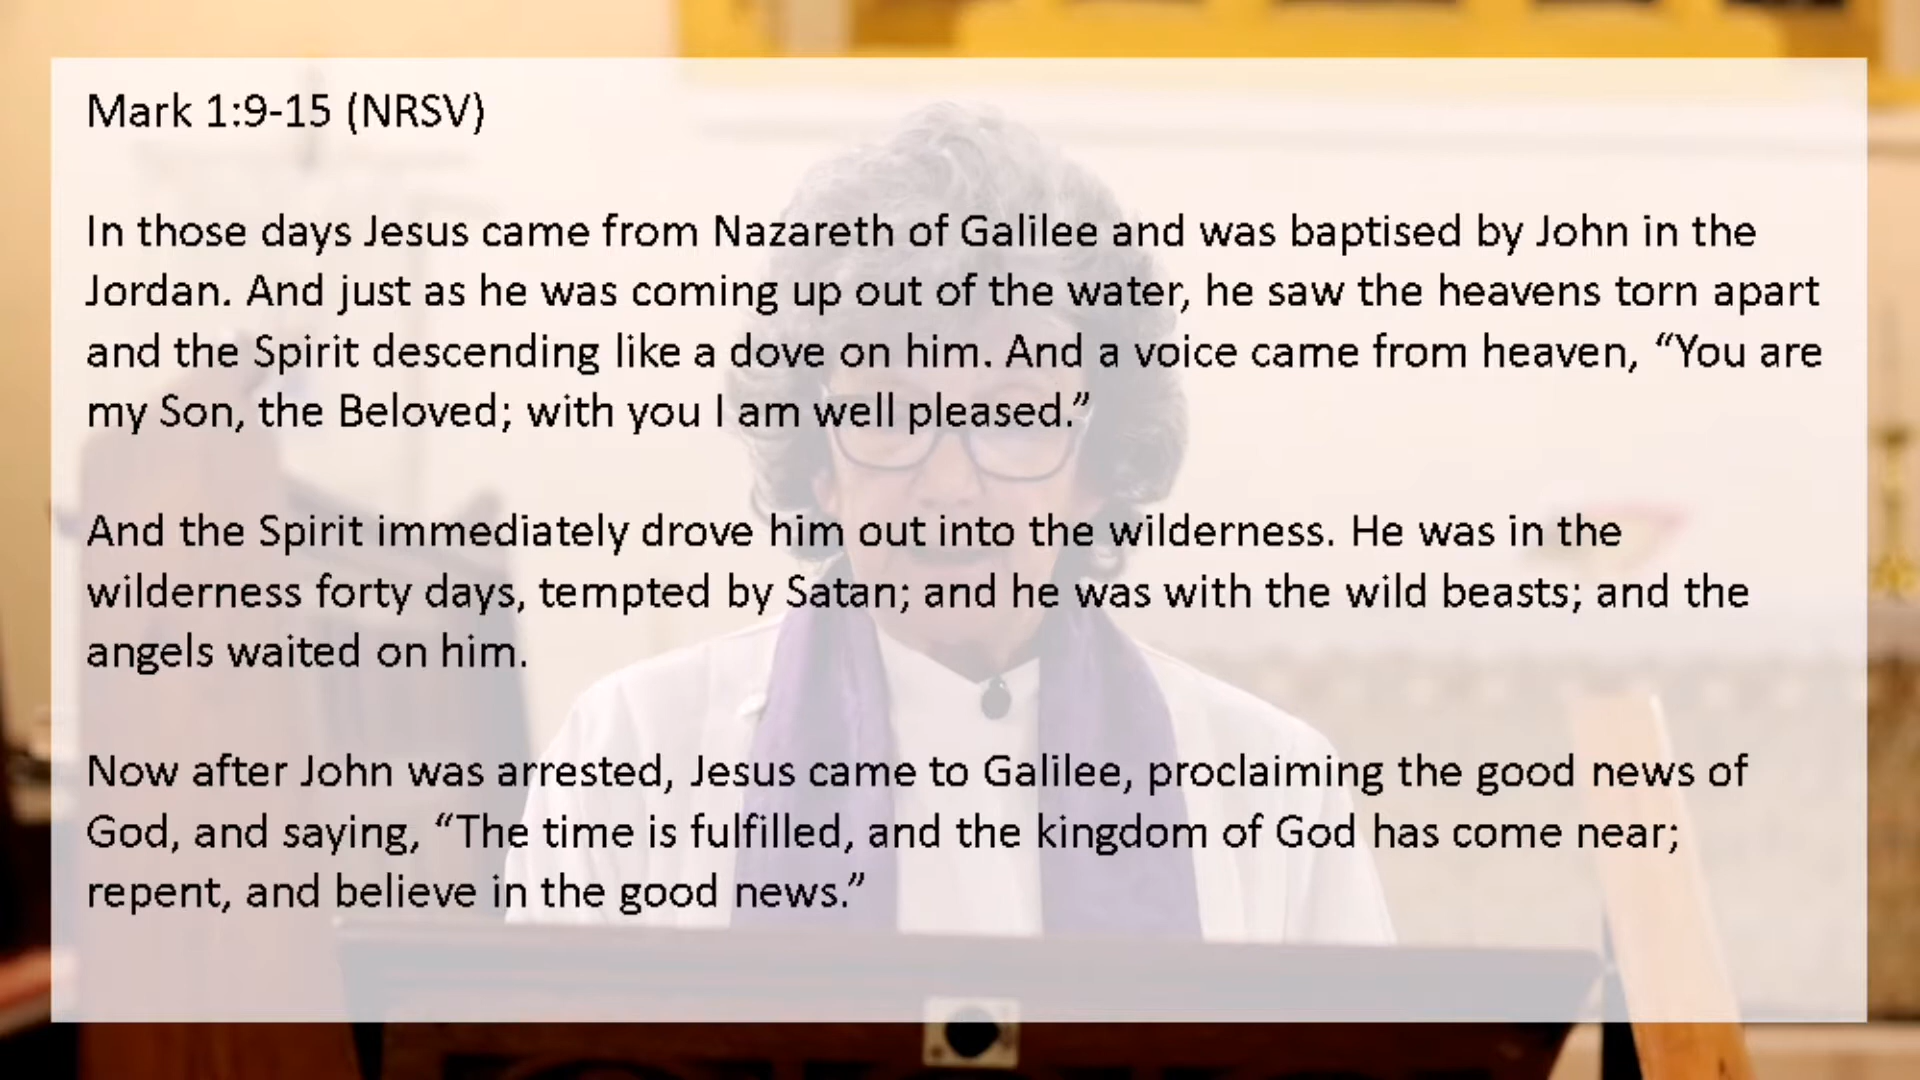 Mark 1:9-15 (NRSV)
In those days Jesus came from Nazareth of Galilee and was baptised by John in the
Jordan. And just as he was coming up out of the water, he saw the heavens torn apart
and the Spirit descending like a dove on him. And a voice came from heaven, “You are
my Son, the Beloved; with you I am well pleased.”
And the Spirit immediately drove him out into the wilderness. He was in the
wilderness forty days, tempted by Satan; and he was with the wild beasts; and the
angels waited on him.
Now after John was arrested, Jesus came to Galilee, proclaiming the good news of
God, and saying, “The time is fulfilled, and the kingdom of God has come near;
repent, and believe in the good news.”